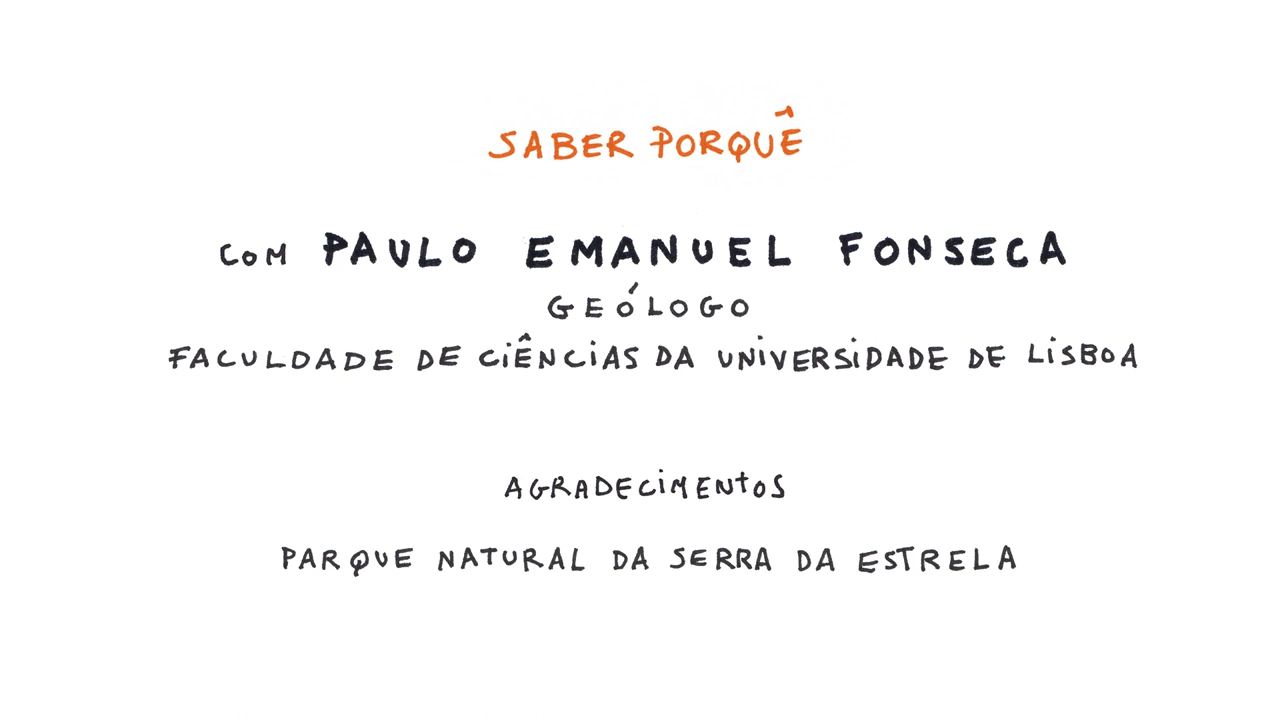 SABER PORQUÊ
COM PAULO EMANUEL FONSECA
GEÓLOGO
FACULDADE DE CIÊNCIAS DA UNIVERSIDADE DE LISBOA
AGRADECIMENTOS
PARQUE NATURAL DA SERRA DA ESTRELA